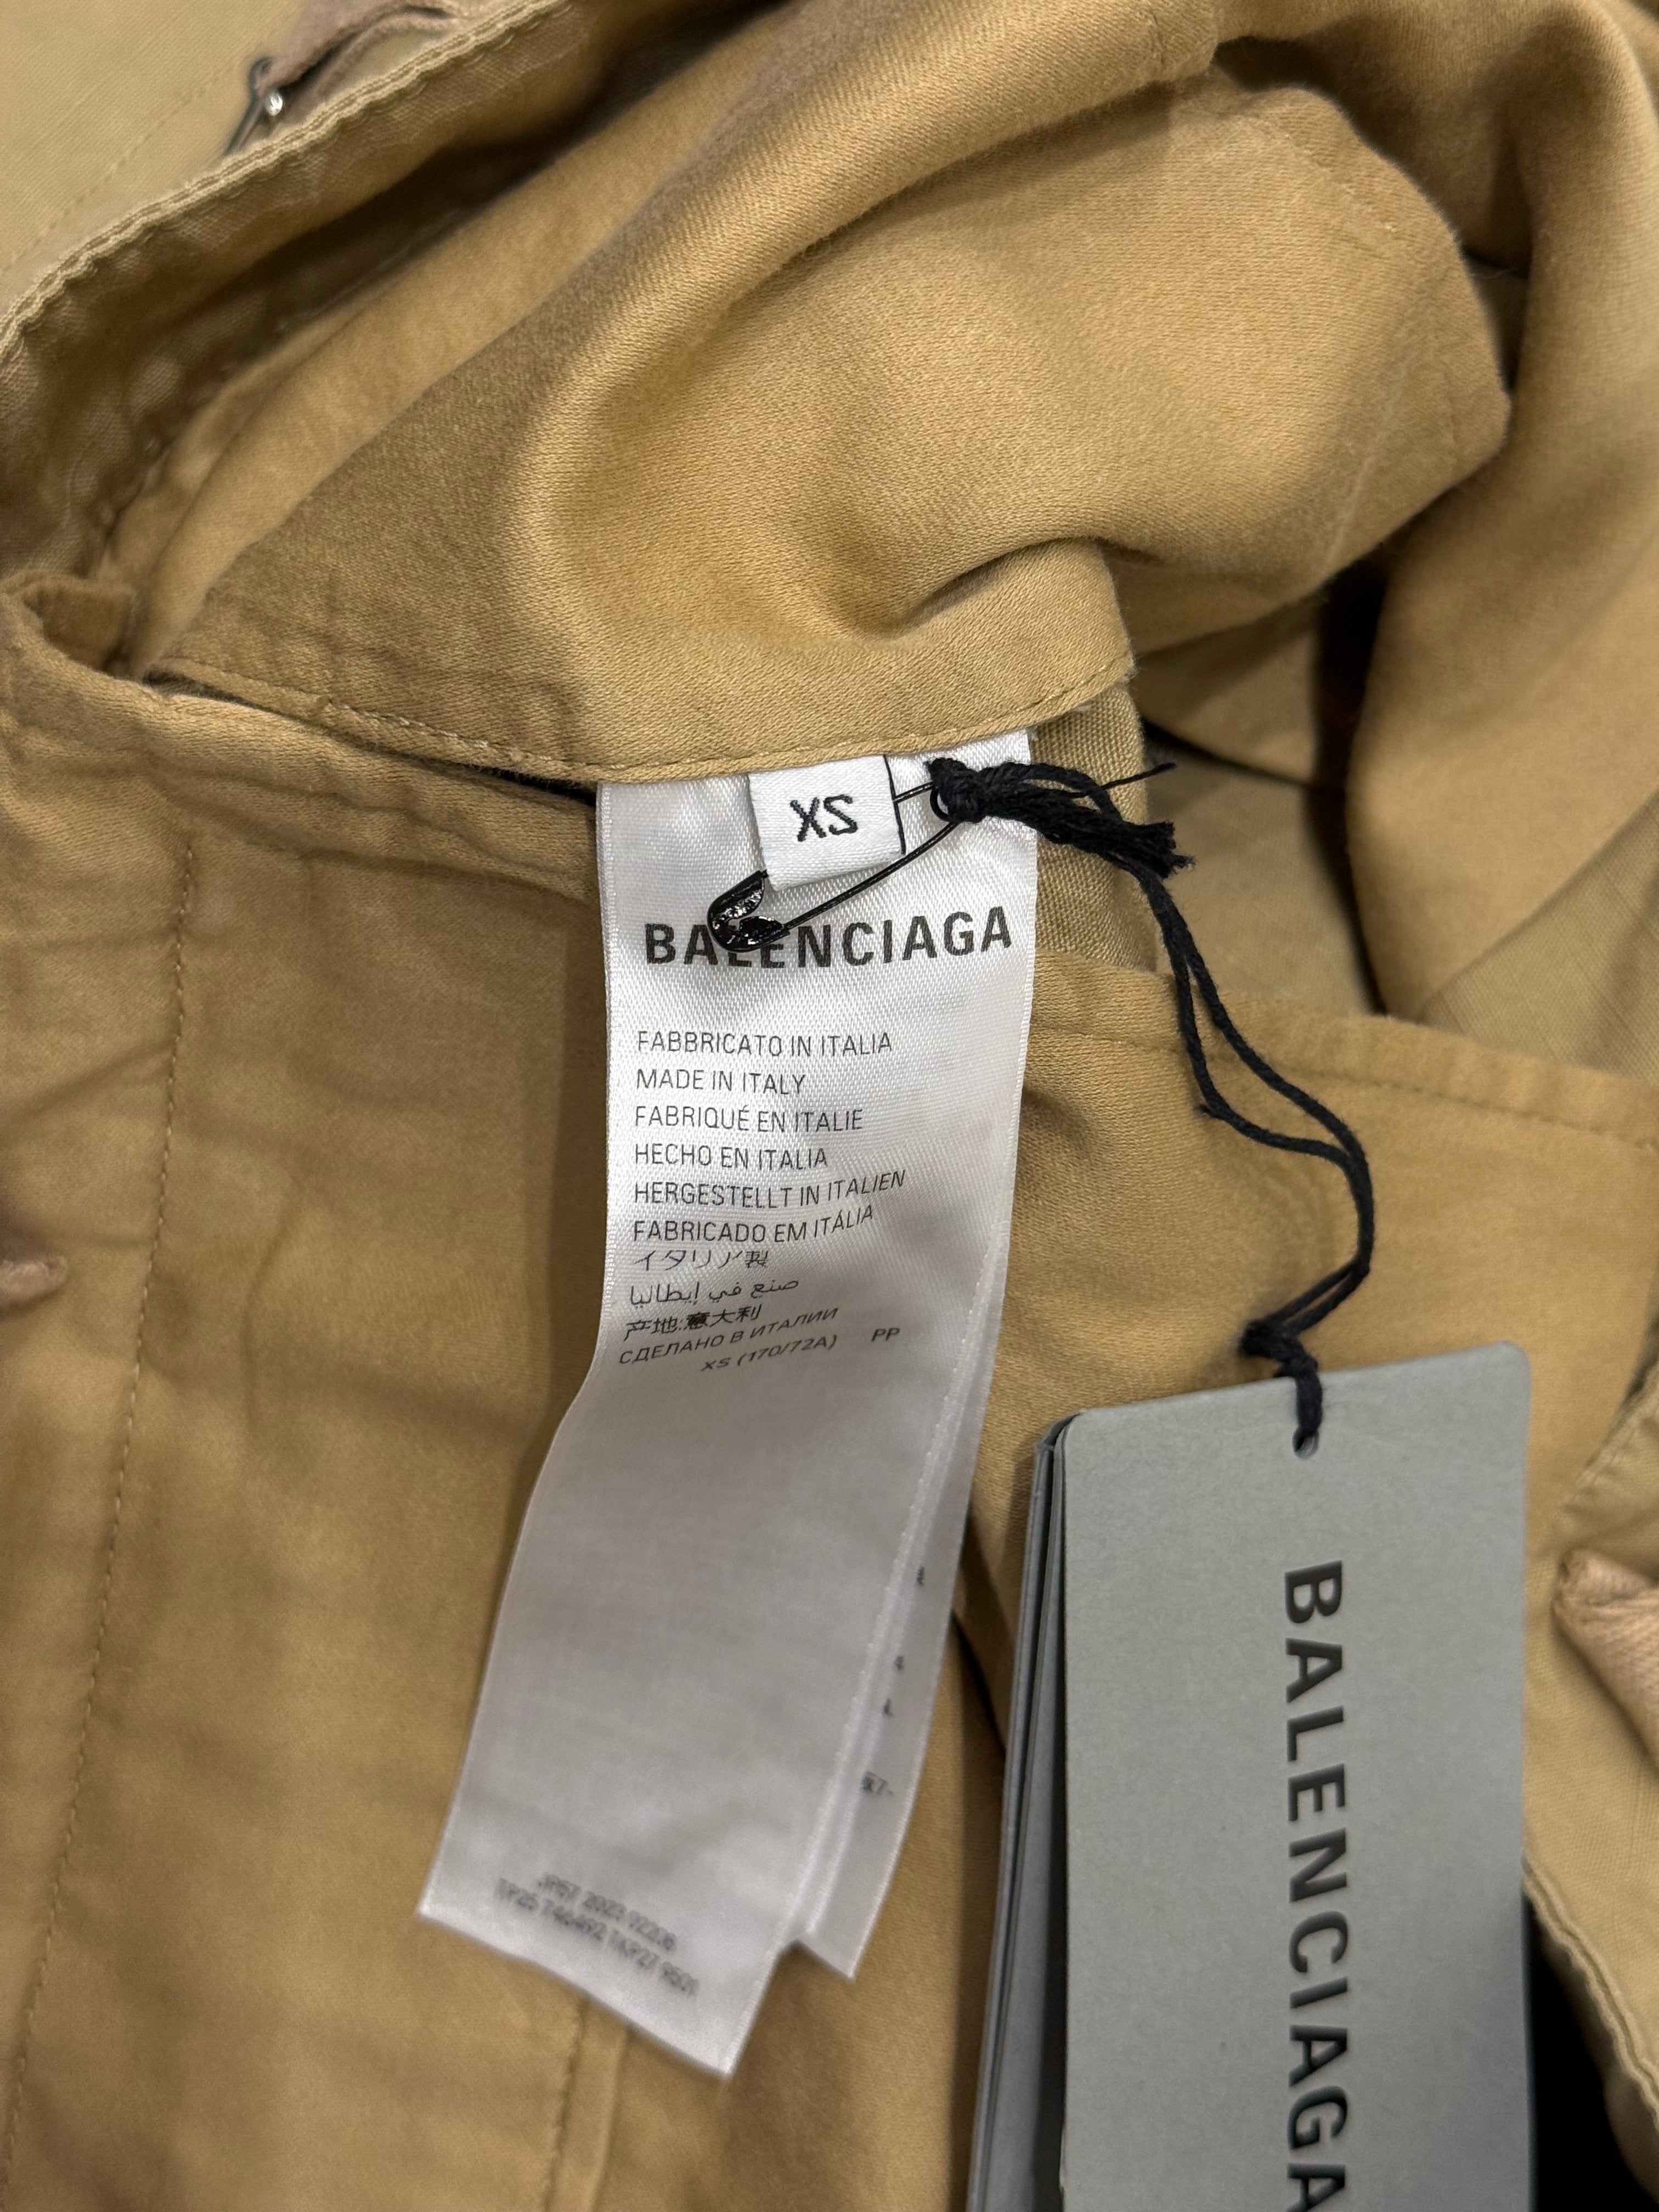 XS
BALENCIAGA
FABBRICATO IN ITALIA
MADE IN ITALY
FABRIQUÉ EN ITALIE
HECHO EN ITALIA
HERGESTELLT IN ITALIEN
FABRICADO EM ITÁLIA
イタリア製
صنع في إيطاليا
产地:意大利
СДЕЛАНО В ИТАЛИИ
XS (170/72A) PP
BALENCIAGA